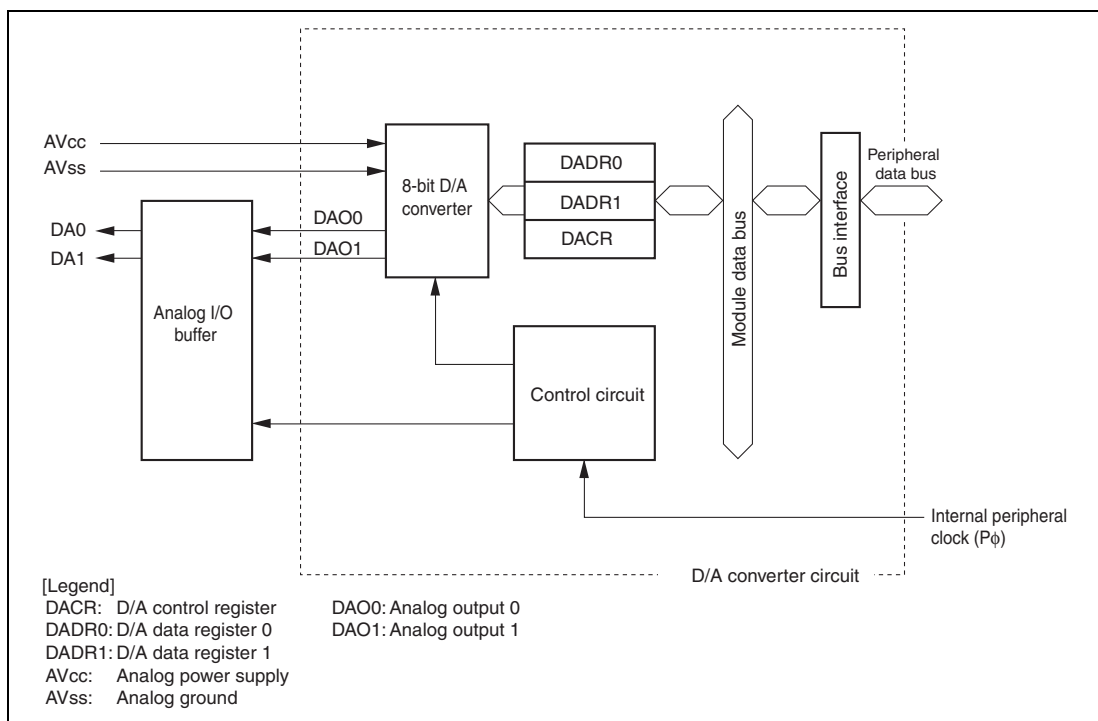 AVcc
AVss
DA0
DA1
Analog I/O
buffer
DAO0
DAO1
8-bit D/A
converter
DADR0
DADR1
DACR
Control circuit
Module data bus
Bus interface
Peripheral
data bus
Internal peripheral
clock (Pϕ)
D/A converter circuit
[Legend]
DACR: D/A control register
DADR0: D/A data register 0
DADR1: D/A data register 1
AVcc: Analog power supply
AVss: Analog ground
DAO0: Analog output 0
DAO1: Analog output 1